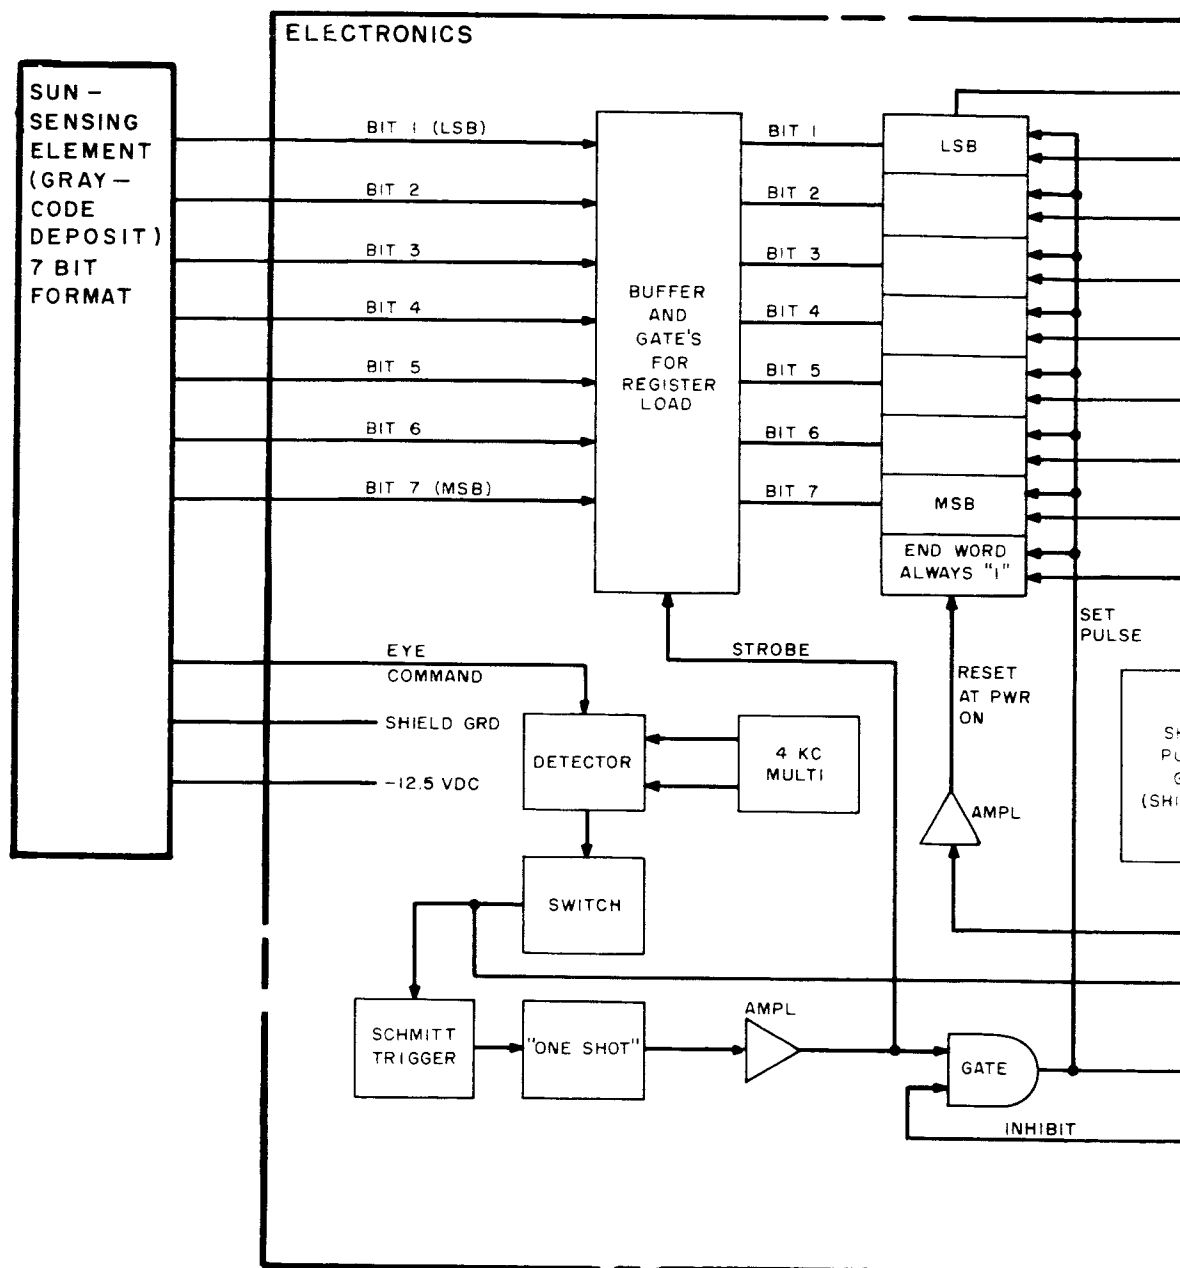 ELECTRONICS
SUN –
SENSING
ELEMENT
(GRAY–
CODE
DEPOSIT)
7 BIT
FORMAT
BIT 1 (LSB)
BIT 2
BIT 3
BIT 4
BIT 5
BIT 6
BIT 7 (MSB)
BUFFER
AND
GATE'S
FOR
REGISTER
LOAD
BIT 1
BIT 2
BIT 3
BIT 4
BIT 5
BIT 6
BIT 7
LSB
MSB
END WORD
ALWAYS "1"
SET
PULSE
EYE
COMMAND
SHIELD GRD
-12.5 VDC
STROBE
RESET
AT PWR
ON
DETECTOR
4 KC
MULTI
AMPL
SWITCH
SCHMITT
TRIGGER
"ONE SHOT"
AMPL
GATE
INHIBIT